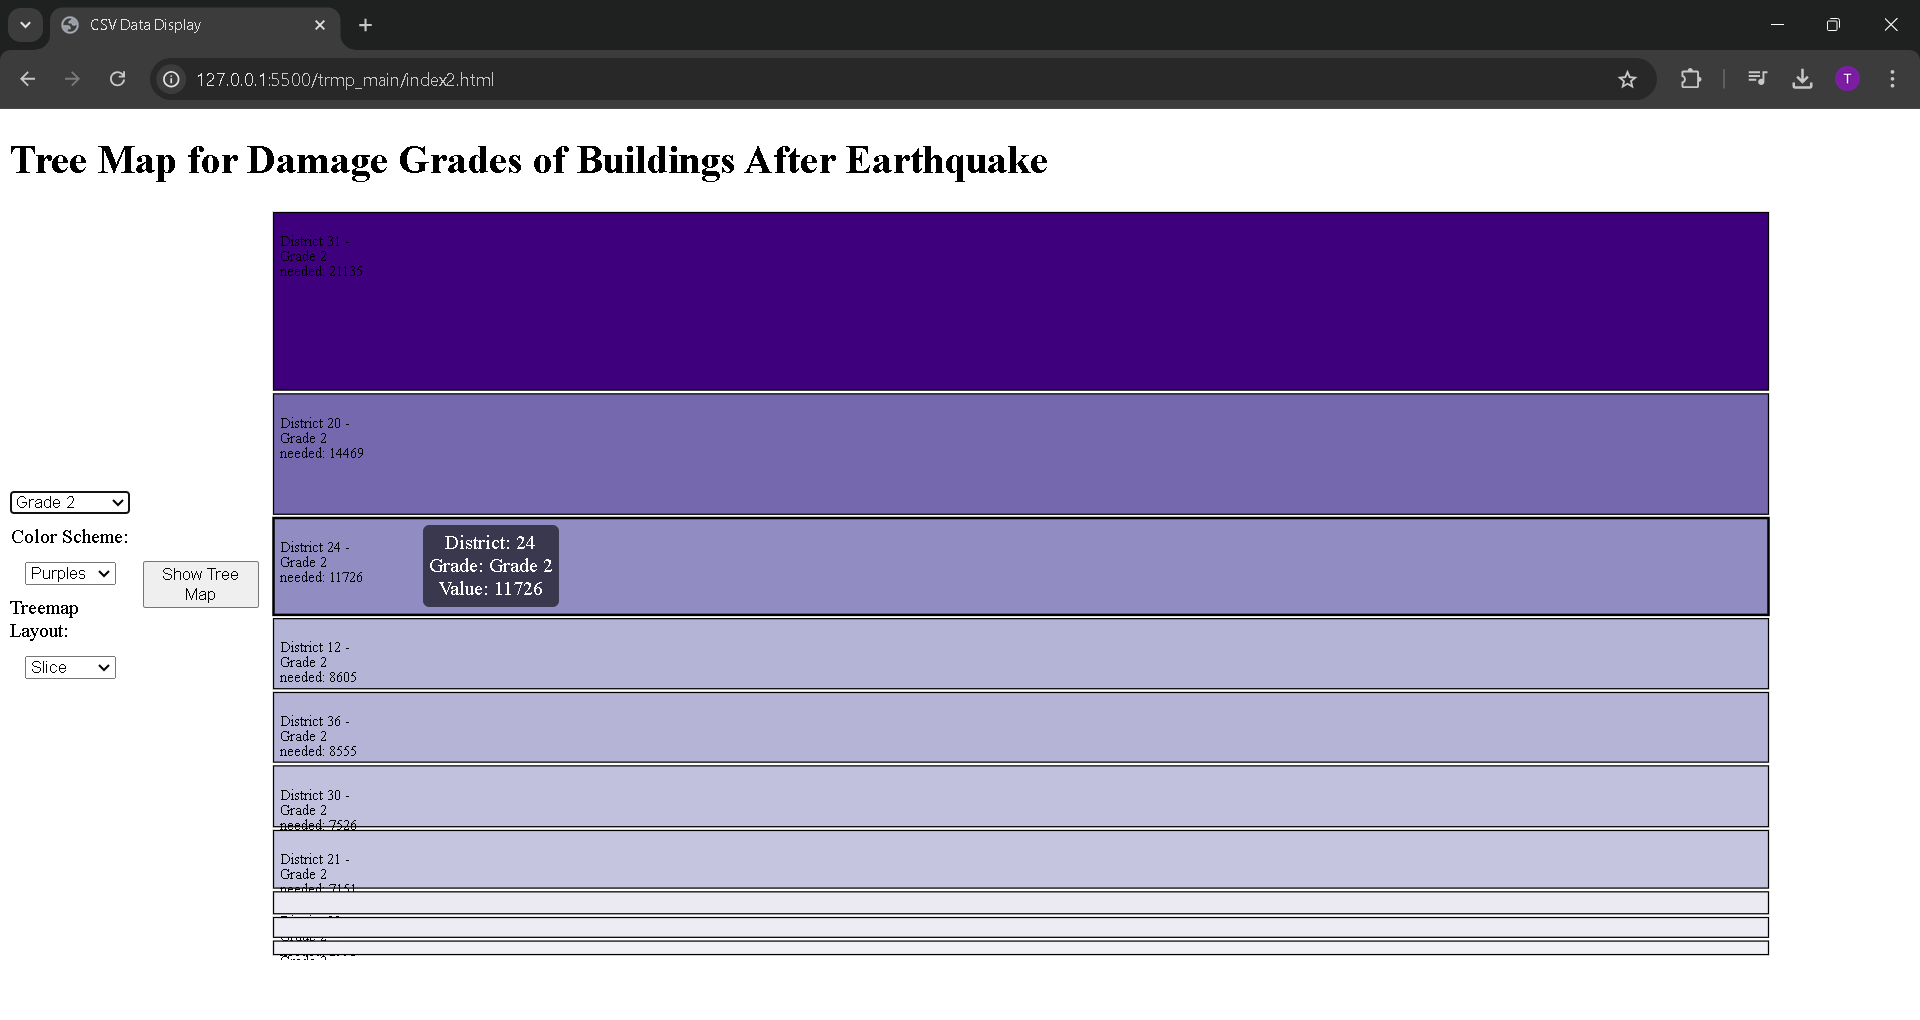 CSV Data Display
127.0.0.1:5500/trmp_main/index2.html
T
Tree Map for Damage Grades of Buildings After Earthquake
Grade 2
Color Scheme:
Purples
Treemap
Layout:
Slice
Show Tree
Map
District 31 -
Grade 2
needed: 21135
District 20 -
Grade 2
needed: 14469
District 24 -
Grade 2
needed: 11726
District: 24
Grade: Grade 2
Value: 11726
District 12 -
Grade 2
needed: 8605
District 36 -
Grade 2
needed: 8555
District 30 -
Grade 2
needed: 7526
District 21 -
Grade 2
needed: 7151
Grade 2